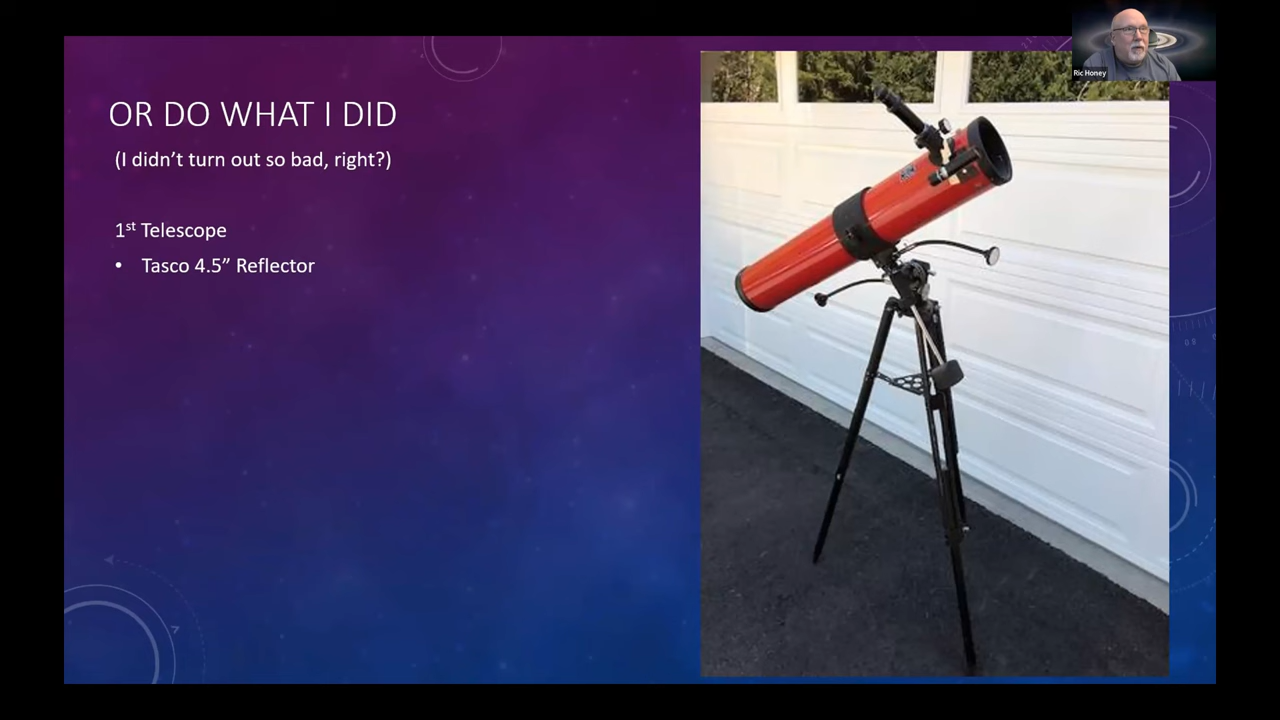 OR DO WHAT I DID
(I didn't turn out so bad, right?)
1st Telescope
• Tasco 4.5” Reflector
Ric Honey